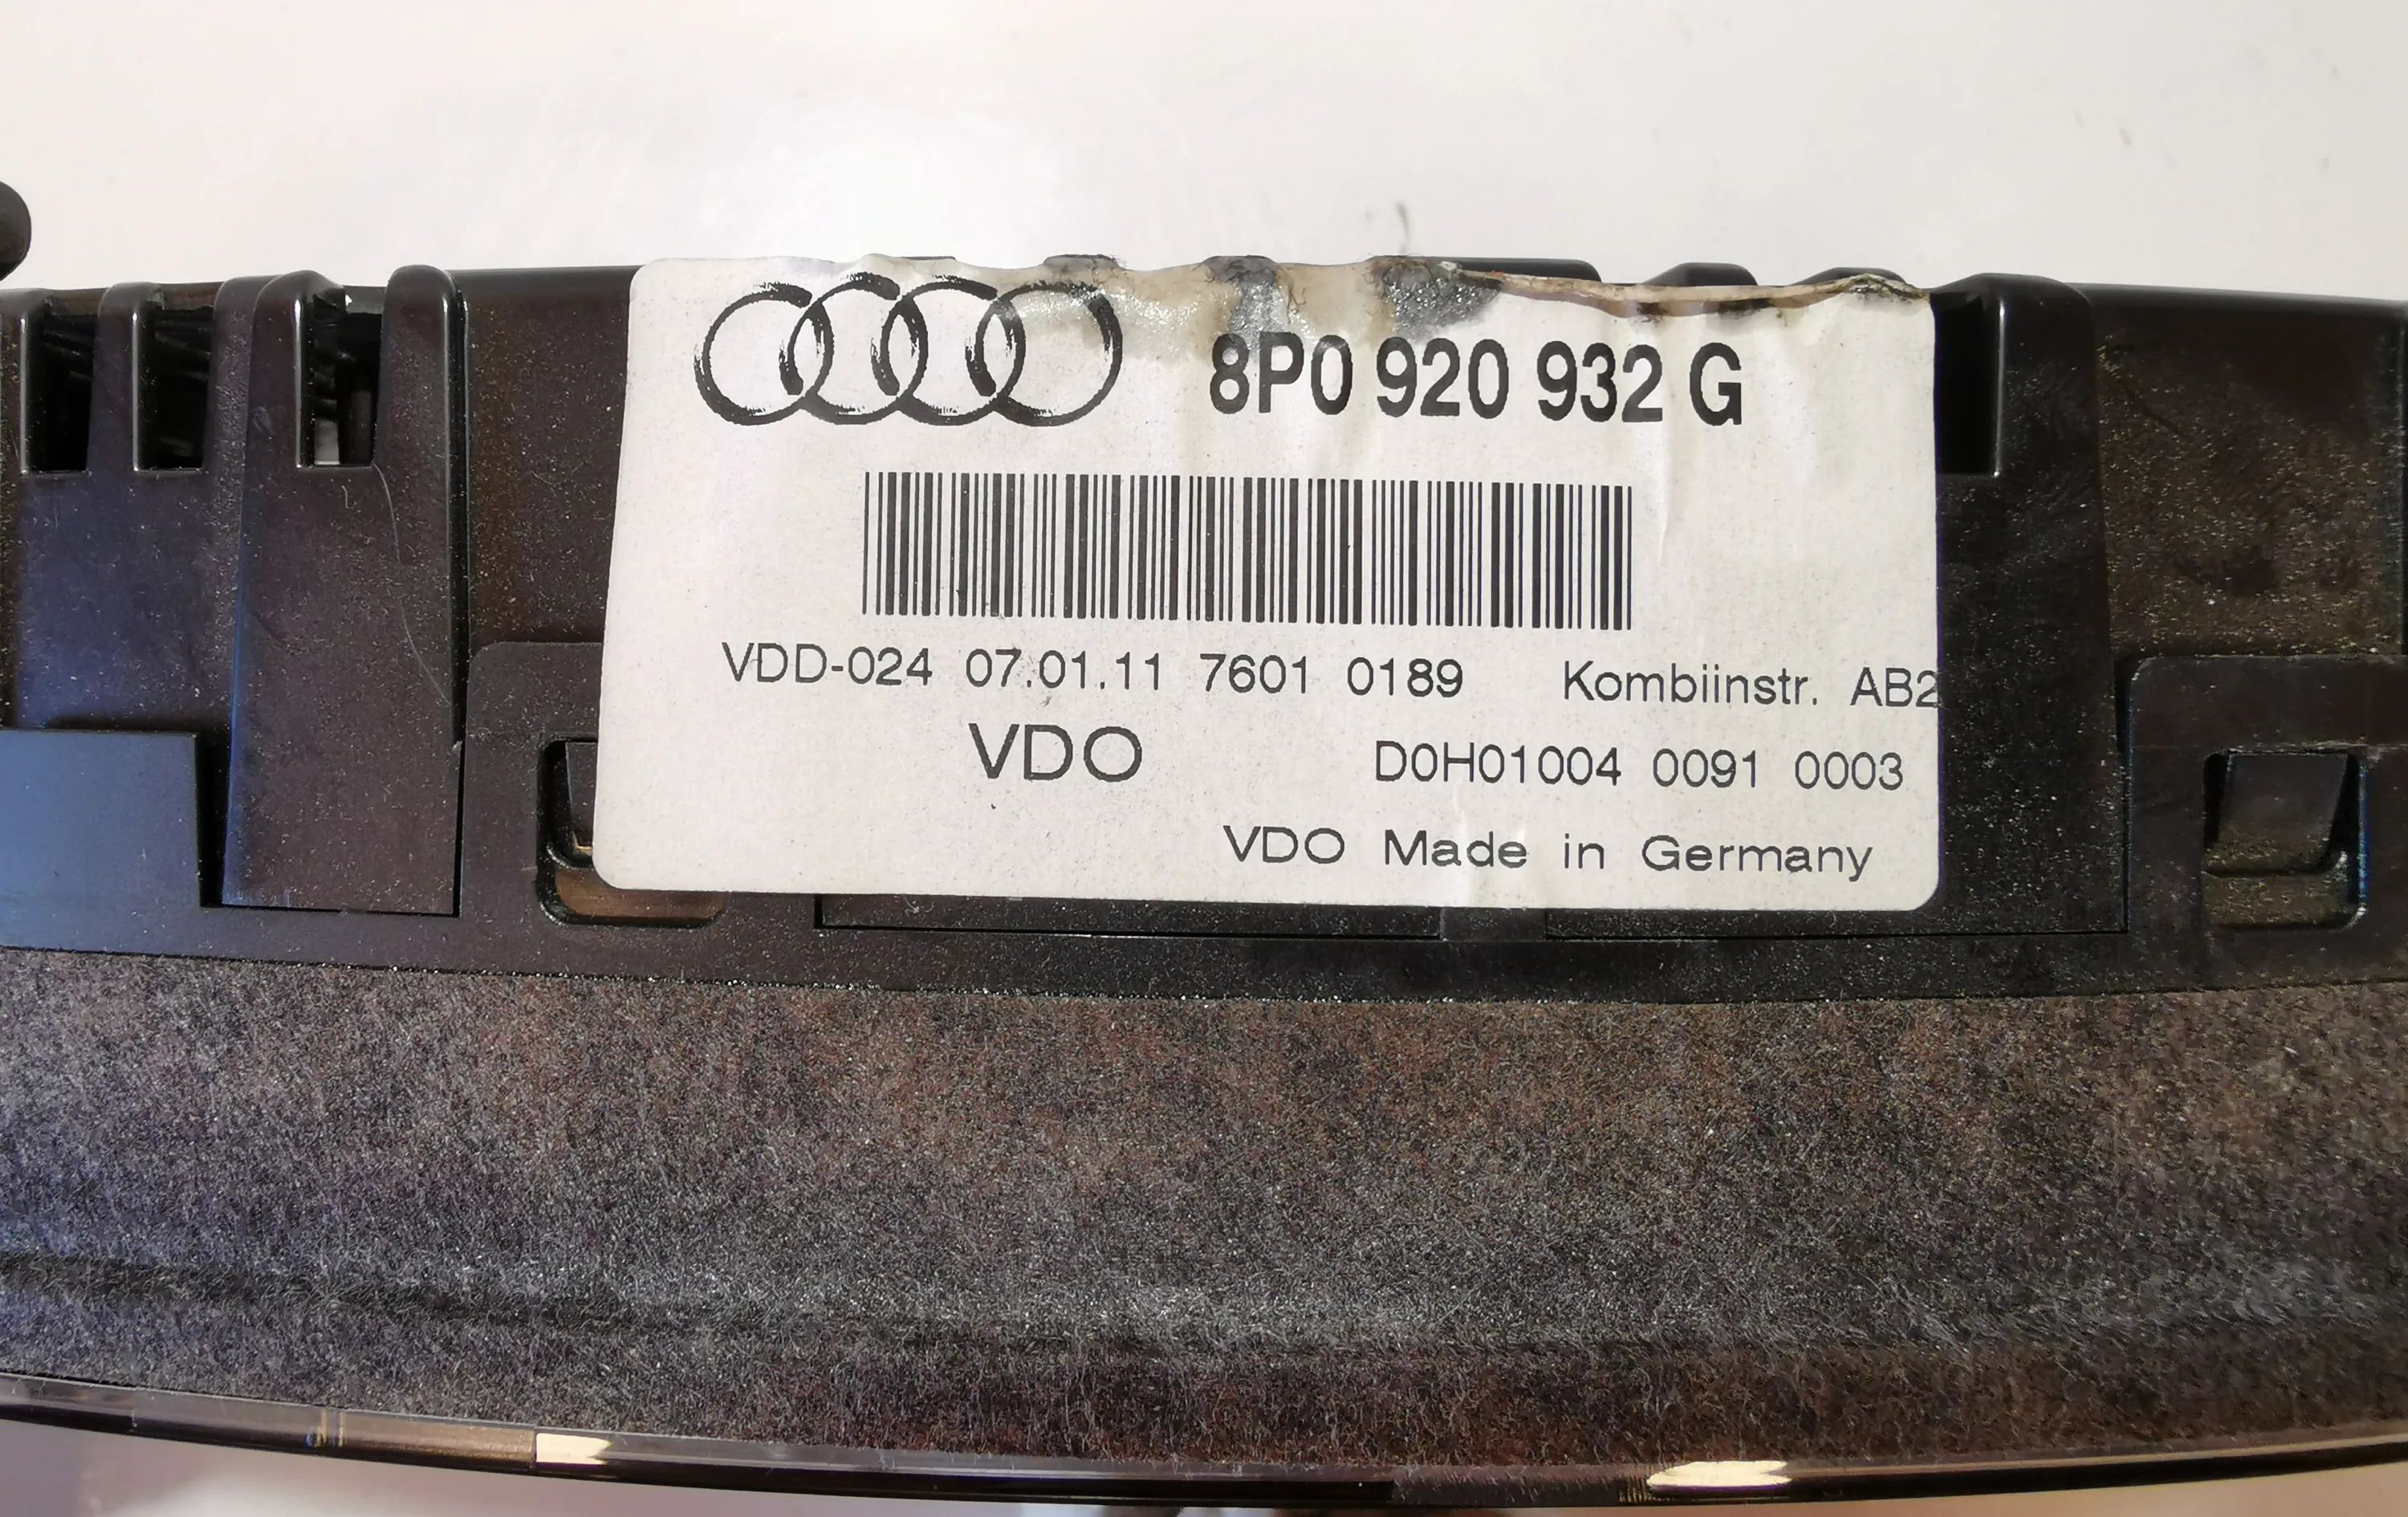 8P0 920 932 G
VDD-024 07.01.11 7601 0189 Kombiinstr. AB2
VDO D0H01004 0091 0003
VDO Made in Germany